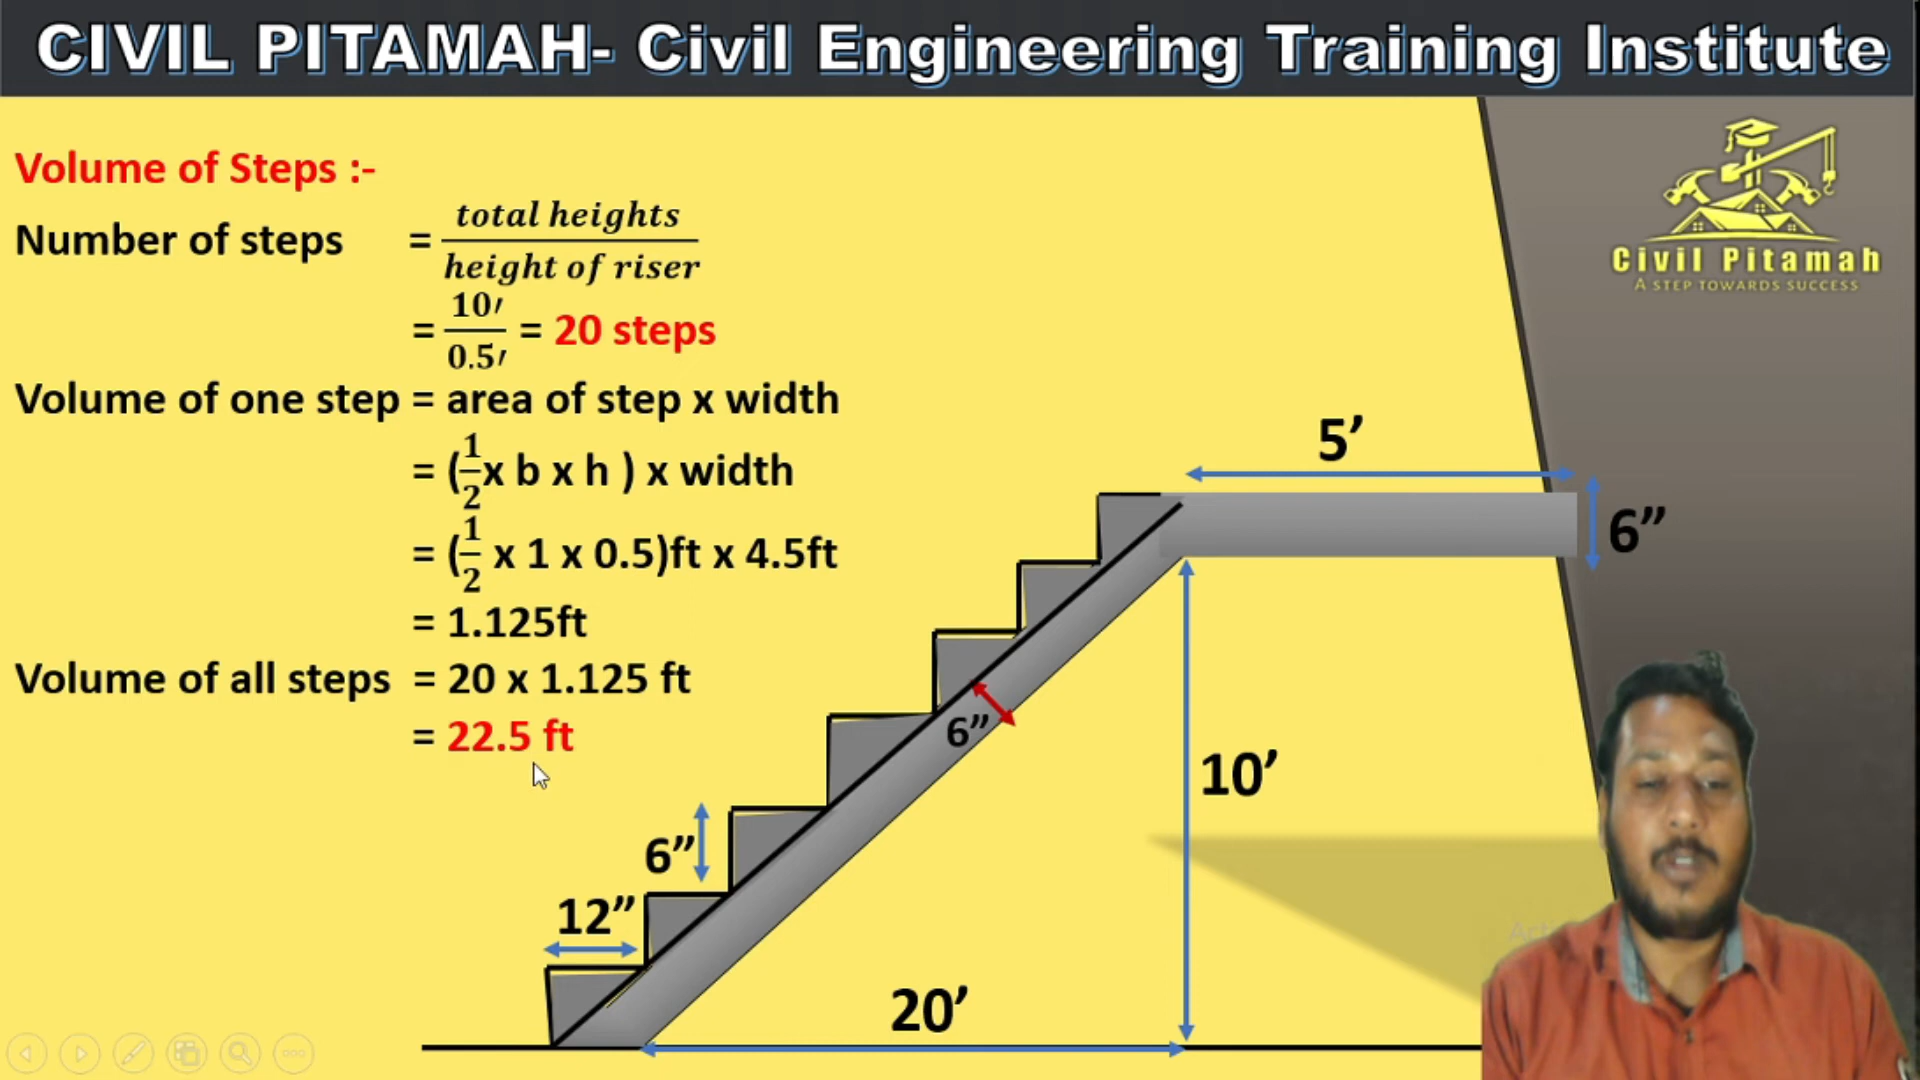 CIVIL PITAMAH- Civil Engineering Training Institute
Volume of Steps :-
Number of steps = total heights / height of riser
= 10′ / 0.5′ = 20 steps
Volume of one step = area of step x width
= (1/2 x b x h ) x width
= (1/2 x 1 x 0.5)ft x 4.5ft
= 1.125ft
Volume of all steps = 20 x 1.125 ft
= 22.5 ft
Civil Pitamah
A STEP TOWARDS SUCCESS
5’
6”
6”
10’
6”
12”
20’